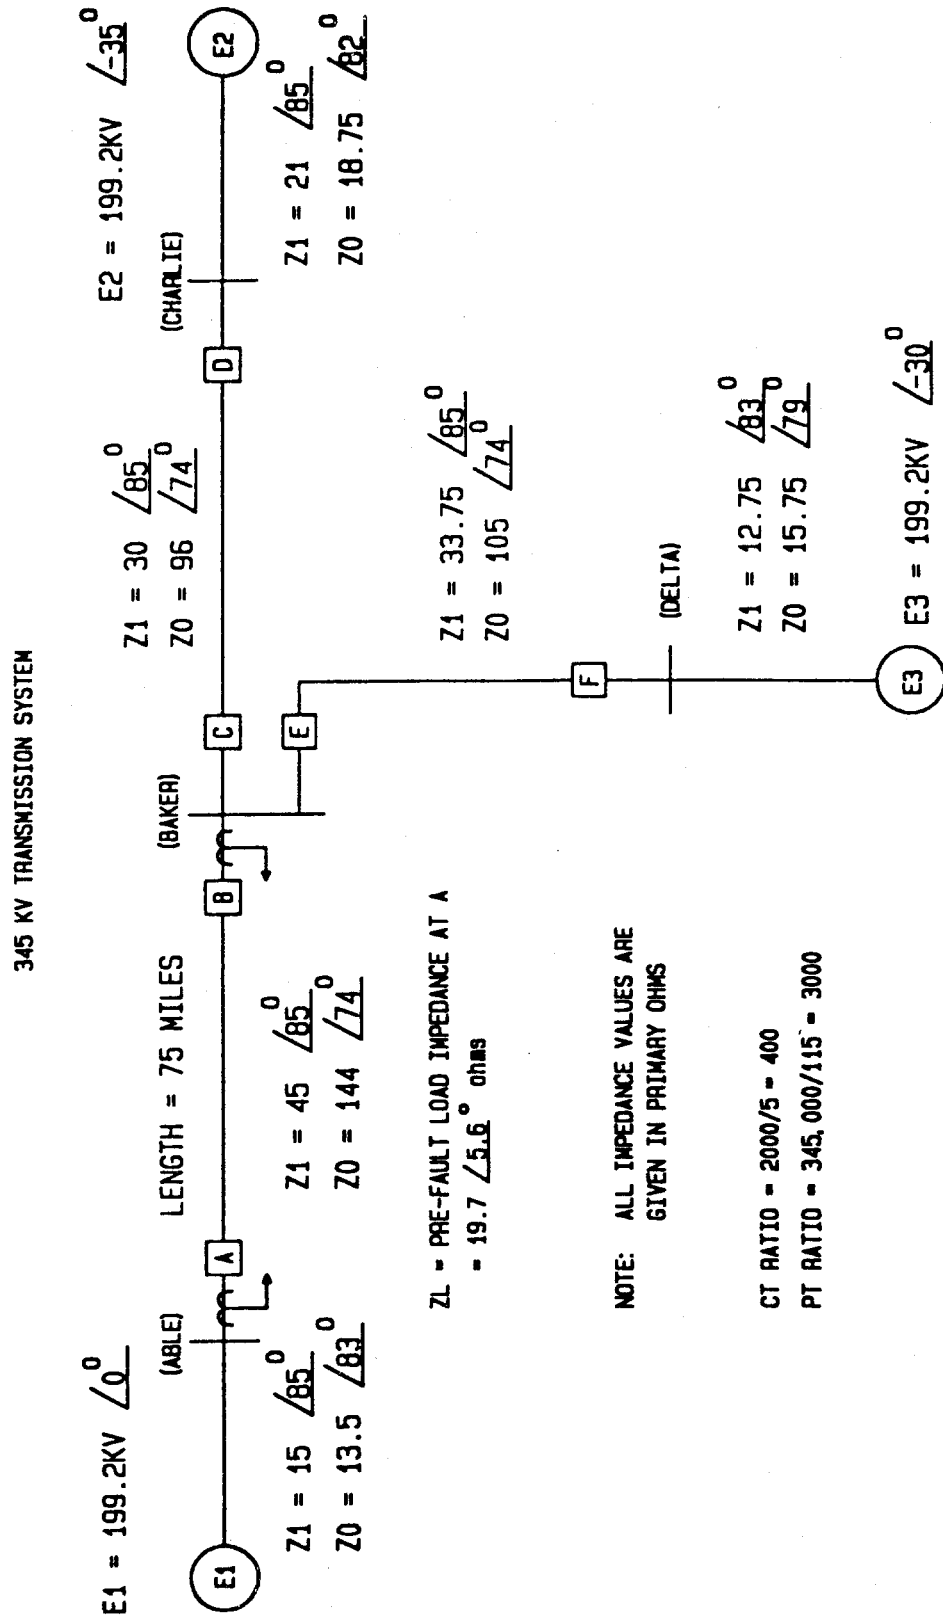 345 KV TRANSMISSION SYSTEM
E1 = 199.2KV /0°
E2 = 199.2KV /-35°
(ABLE)
LENGTH = 75 MILES
(BAKER)
Z1 = 30 /85°
Z0 = 96 /74°
(CHARLIE)
E1
A
B
C
D
E2
Z1 = 15 /85°
Z0 = 13.5 /83°
Z1 = 45 /85°
Z0 = 144 /74°
E
Z1 = 21 /85°
Z0 = 18.75 /82°
Z1 = 33.75 /85°
Z0 = 105 /74°
ZL = PRE-FAULT LOAD IMPEDANCE AT A
= 19.7 /5.6° ohms
F
(DELTA)
NOTE: ALL IMPEDANCE VALUES ARE
GIVEN IN PRIMARY OHMS
Z1 = 12.75 /83°
Z0 = 15.75 /79°
CT RATIO = 2000/5 = 400
PT RATIO = 345,000/115 = 3000
E3
E3 = 199.2KV /-30°